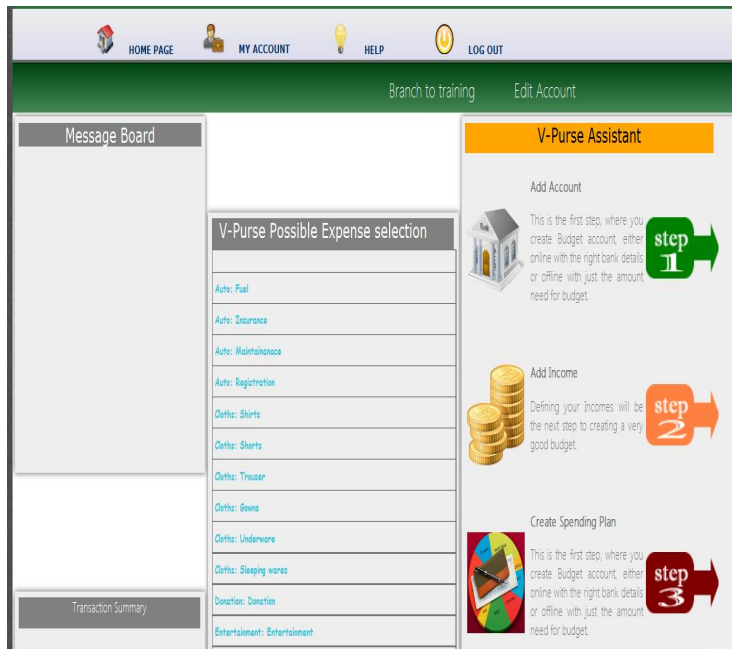 HOME PAGE
MY ACCOUNT
HELP
LOG OUT
Branch to training
Edit Account
Message Board
V-Purse Possible Expense selection
Auto: Fuel
Auto: Insurance
Auto: Maintainanace
Auto: Registration
Cloths: Shirts
Cloths: Shorts
Cloths: Trouser
Cloths: Gowns
Cloths: Underware
Cloths: Sleeping wares
Donation: Donation
Entertainment: Entertainment
Transaction Summary
V-Purse Assistant
Add Account
This is the first step, where you
create Budget account, either
online with the right bank details
or offline with just the amount
need for budget.
step
1
Add Income
Defining your Incomes will be
the next step to creating a very
good budget.
step
2
Create Spending Plan
This is the first step, where you
create Budget account, either
online with the right bank details
or offline with just the amount
need for budget.
step
3